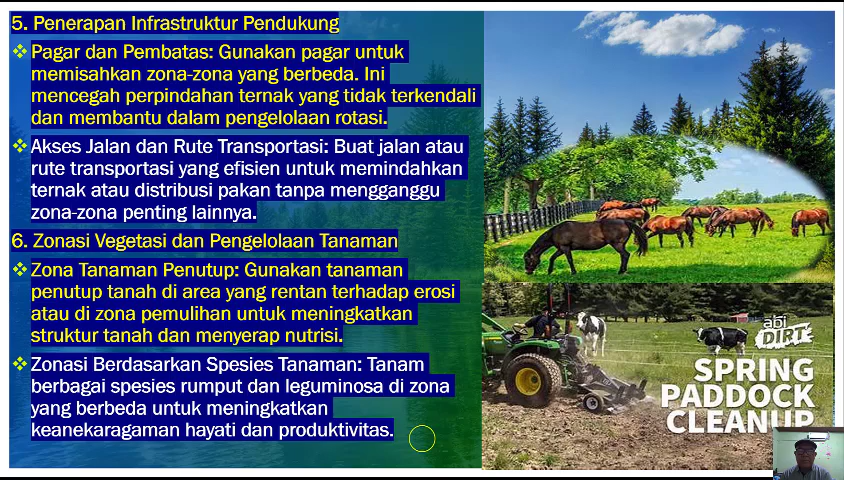 5. Penerapan Infrastruktur Pendukung
Pagar dan Pembatas: Gunakan pagar untuk
memisahkan zona-zona yang berbeda. Ini
mencegah perpindahan ternak yang tidak terkendali
dan membantu dalam pengelolaan rotasi.
Akses Jalan dan Rute Transportasi: Buat jalan atau
rute transportasi yang efisien untuk memindahkan
ternak atau distribusi pakan tanpa mengganggu
zona-zona penting lainnya.
6. Zonasi Vegetasi dan Pengelolaan Tanaman
Zona Tanaman Penutup: Gunakan tanaman
penutup tanah di area yang rentan terhadap erosi
atau di zona pemulihan untuk meningkatkan
struktur tanah dan menyerap nutrisi.
Zonasi Berdasarkan Spesies Tanaman: Tanam
berbagai spesies rumput dan leguminosa di zona
yang berbeda untuk meningkatkan
keanekaragaman hayati dan produktivitas.
abi
DIRT
SPRING
PADDOCK
CLEANUP